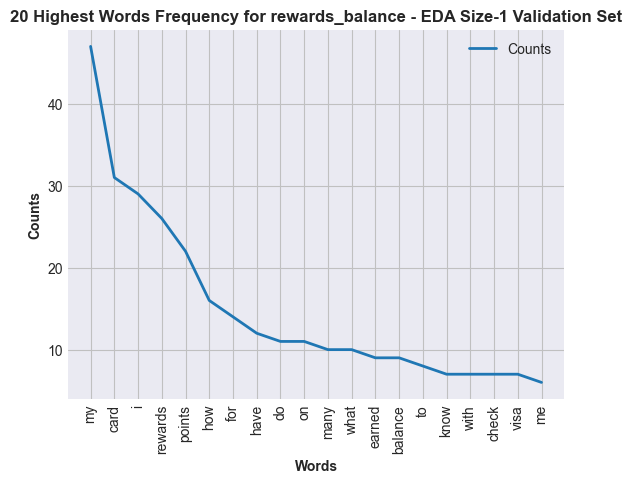 20 Highest Words Frequency for rewards_balance - EDA Size-1 Validation Set
Counts
Counts
40
30
20
10
my
card
i
rewards
points
how
for
have
do
on
many
what
earned
balance
to
know
with
check
visa
me
Words